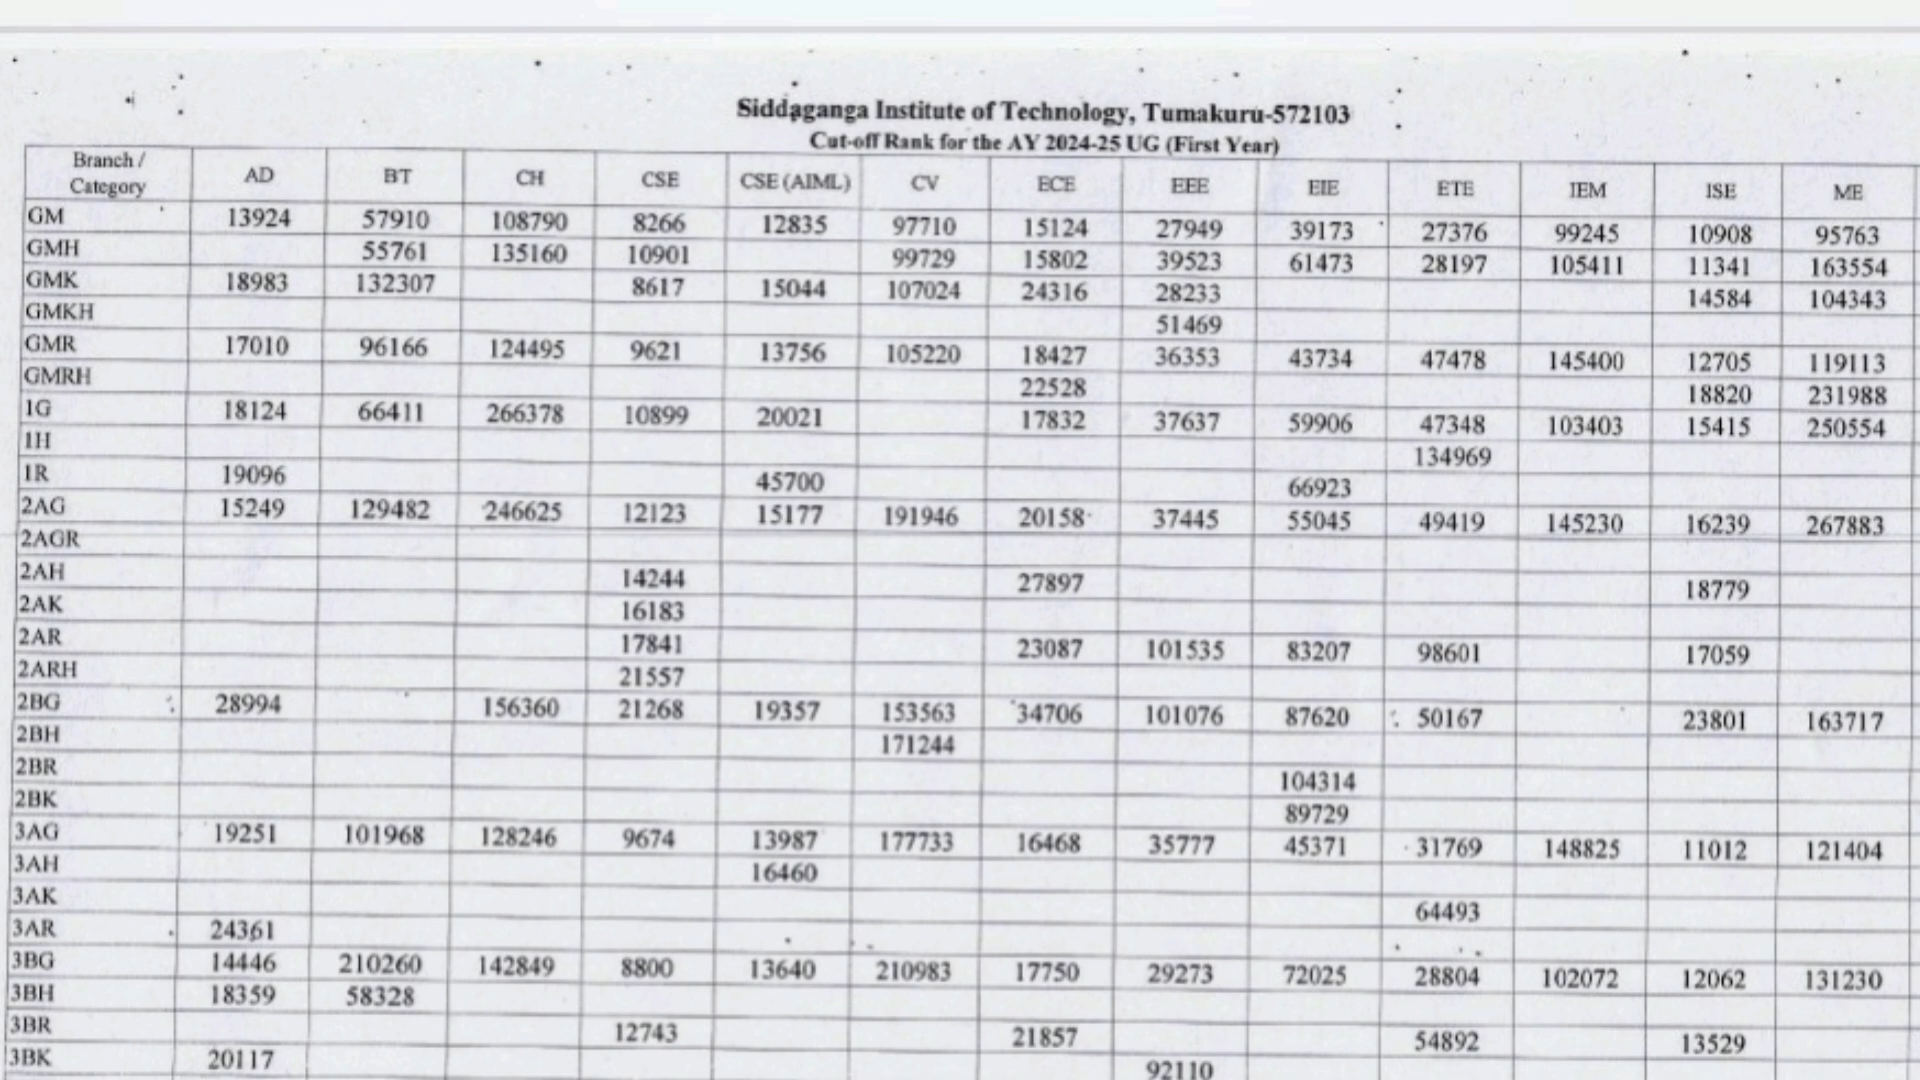 Siddaganga Institute of Technology, Tumakuru-572103
Cut-off Rank for the AY 2024-25 UG (First Year)
Branch / Category AD BT CH CSE CSE (AIML) CV ECE EEE EIE ETE IEM ISE ME
GM 13924 57910 108790 8266 12835 97710 15124 27949 39173 27376 99245 10908 95763
GMH 55761 135160 10901 99729 15802 39523 61473 28197 105411 11341 163554
GMK 18983 132307 8617 15044 107024 24316 28233 14584 104343
GMKH 51469
GMR 17010 96166 124495 9621 13756 105220 18427 36353 43734 47478 145400 12705 119113
GMRH 22528 18820 231988
1G 18124 66411 266378 10899 20021 17832 37637 59906 47348 103403 15415 250554
1H 134969
1R 19096 45700 66923
2AG 15249 129482 246625 12123 15177 191946 20158 37445 55045 49419 145230 16239 267883
2AGR
2AH 14244 27897 18779
2AK 16183
2AR 17841 23087 101535 83207 98601 17059
2ARH 21557
2BG 28994 156360 21268 19357 153563 34706 101076 87620 50167 23801 163717
2BH 171244
2BR 104314
2BK 89729
3AG 19251 101968 128246 9674 13987 177733 16468 35777 45371 31769 148825 11012 121404
3AH 16460
3AK 64493
3AR 24361
3BG 14446 210260 142849 8800 13640 210983 17750 29273 72025 28804 102072 12062 131230
3BH 18359 58328
3BR 12743 21857 54892 13529
3BK 20117 92110